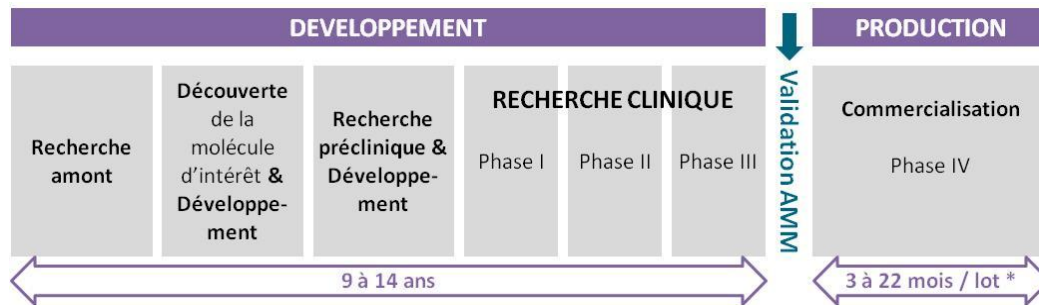 DEVELOPPEMENT
PRODUCTION
Recherche
amont
Découverte
de la
molécule
d'intérêt &
Développe-
ment
Recherche
préclinique &
Développe-
ment
RECHERCHE CLINIQUE
Phase I
Phase II
Phase III
Validation AMM
Commercialisation
Phase IV
9 à 14 ans
3 à 22 mois / lot *